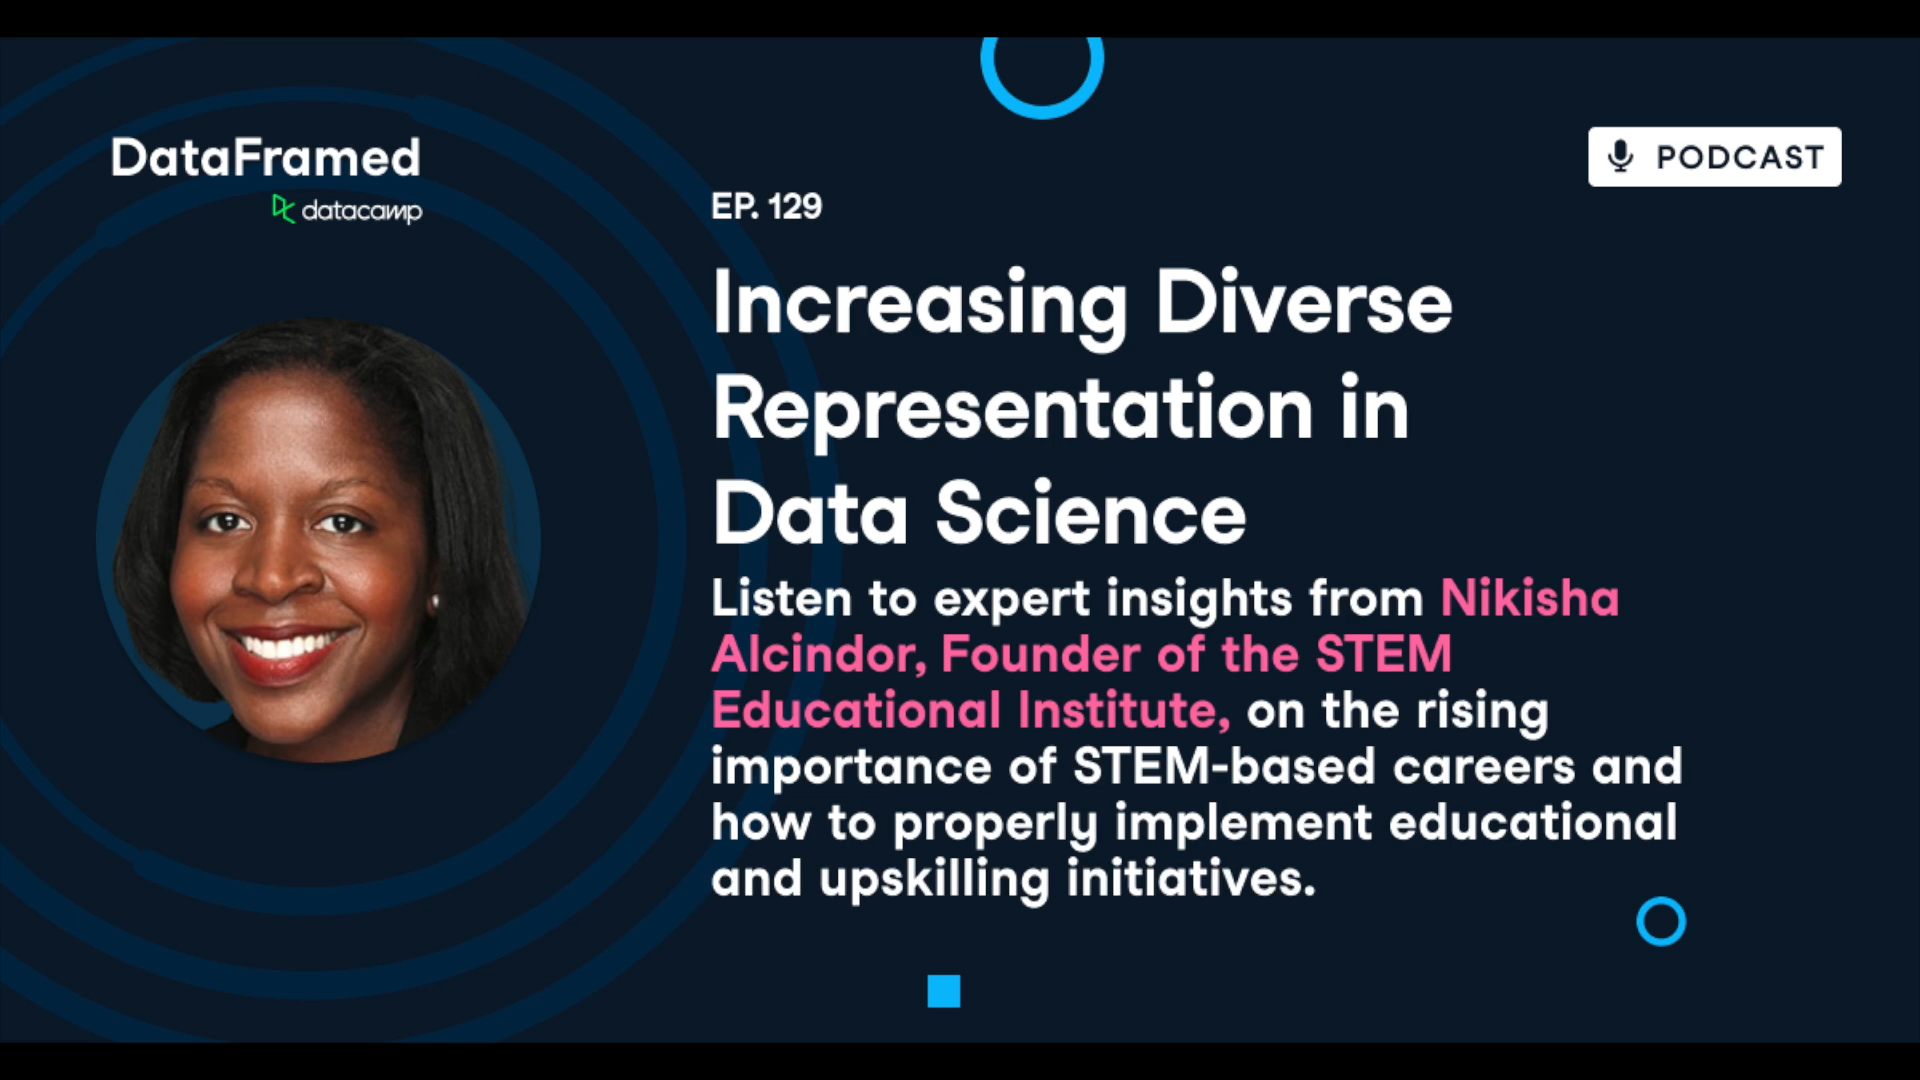 DataFramed
datacamp
PODCAST
EP. 129
Increasing Diverse
Representation in
Data Science
Listen to expert insights from Nikisha
Alcindor, Founder of the STEM
Educational Institute, on the rising
importance of STEM-based careers and
how to properly implement educational
and upskilling initiatives.